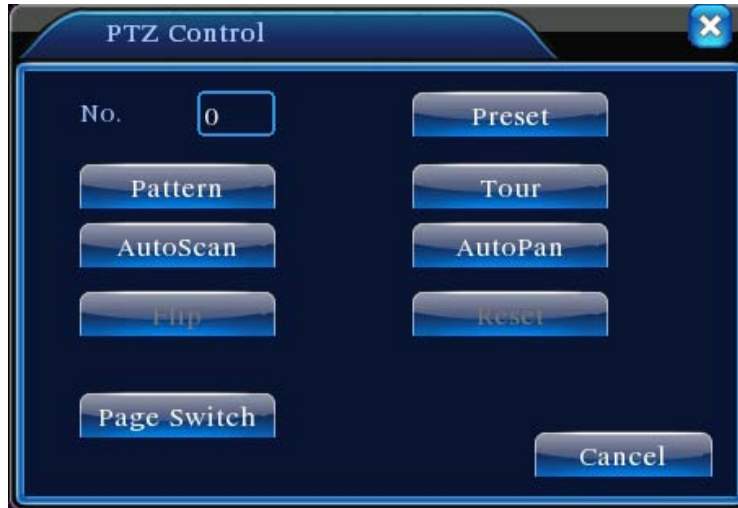 PTZ Control
No. 0 Preset
Pattern Tour
AutoScan AutoPan
Flip Reset
Page Switch
Cancel